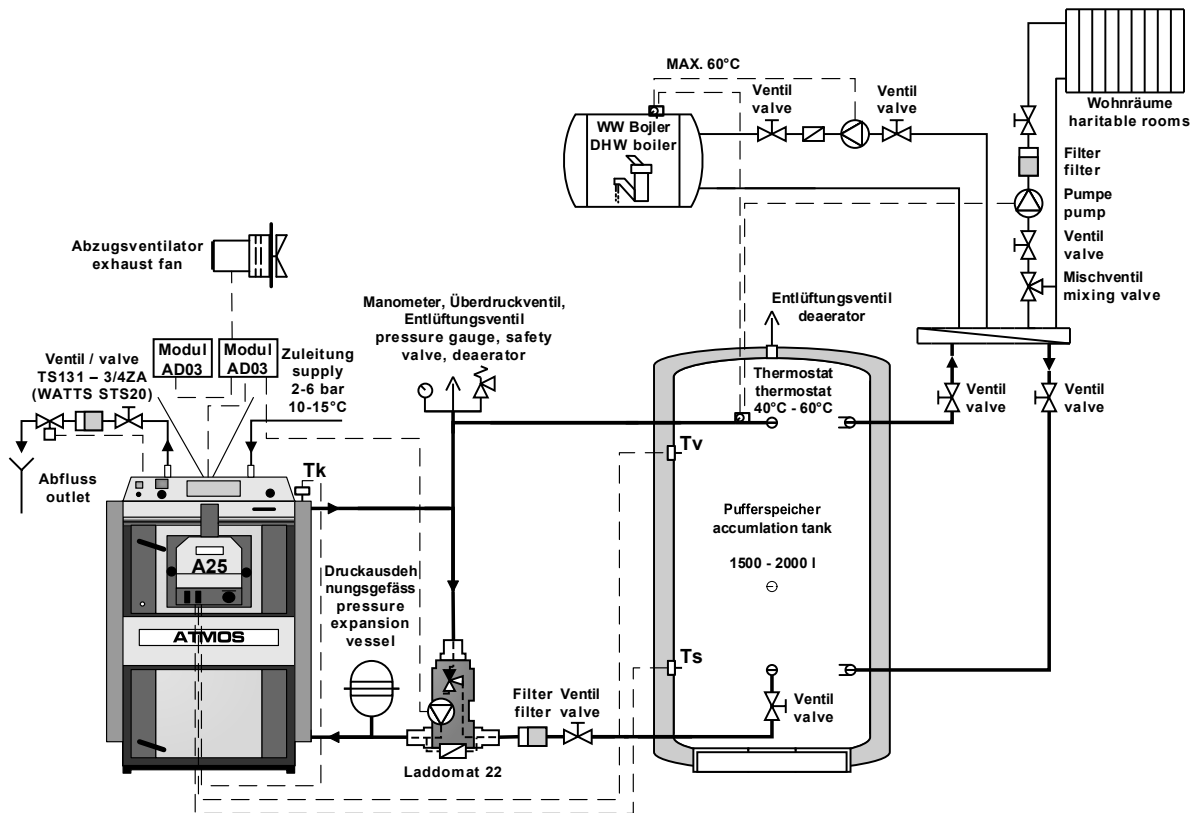 MAX. 60°C
Ventil
valve
Ventil
valve
WW Bojler
DHW boiler
Wohnräume
haritable rooms
Filter
filter
Pumpe
pump
Ventil
valve
Mischventil
mixing valve
Abzugsventilator
exhaust fan
Manometer, Überdruckventil,
Entlüftungsventil
pressure gauge, safety
valve, deaerator
Entlüftungsventil
deaerator
Ventil / valve
TS131 – 3/4ZA
(WATTS STS20)
Modul
AD03
Modul
AD03
Zuleitung
supply
2-6 bar
10-15°C
Thermostat
thermostat
40°C - 60°C
Ventil
valve
Ventil
valve
Abfluss
outlet
Tk
Tv
Pufferspeicher
accumlation tank
1500 - 2000 l
A25
ATMOS
Druckausdeh
nungsgefäss
pressure
expansion
vessel
Ts
Filter
filter
Ventil
valve
Ventil
valve
Laddomat 22